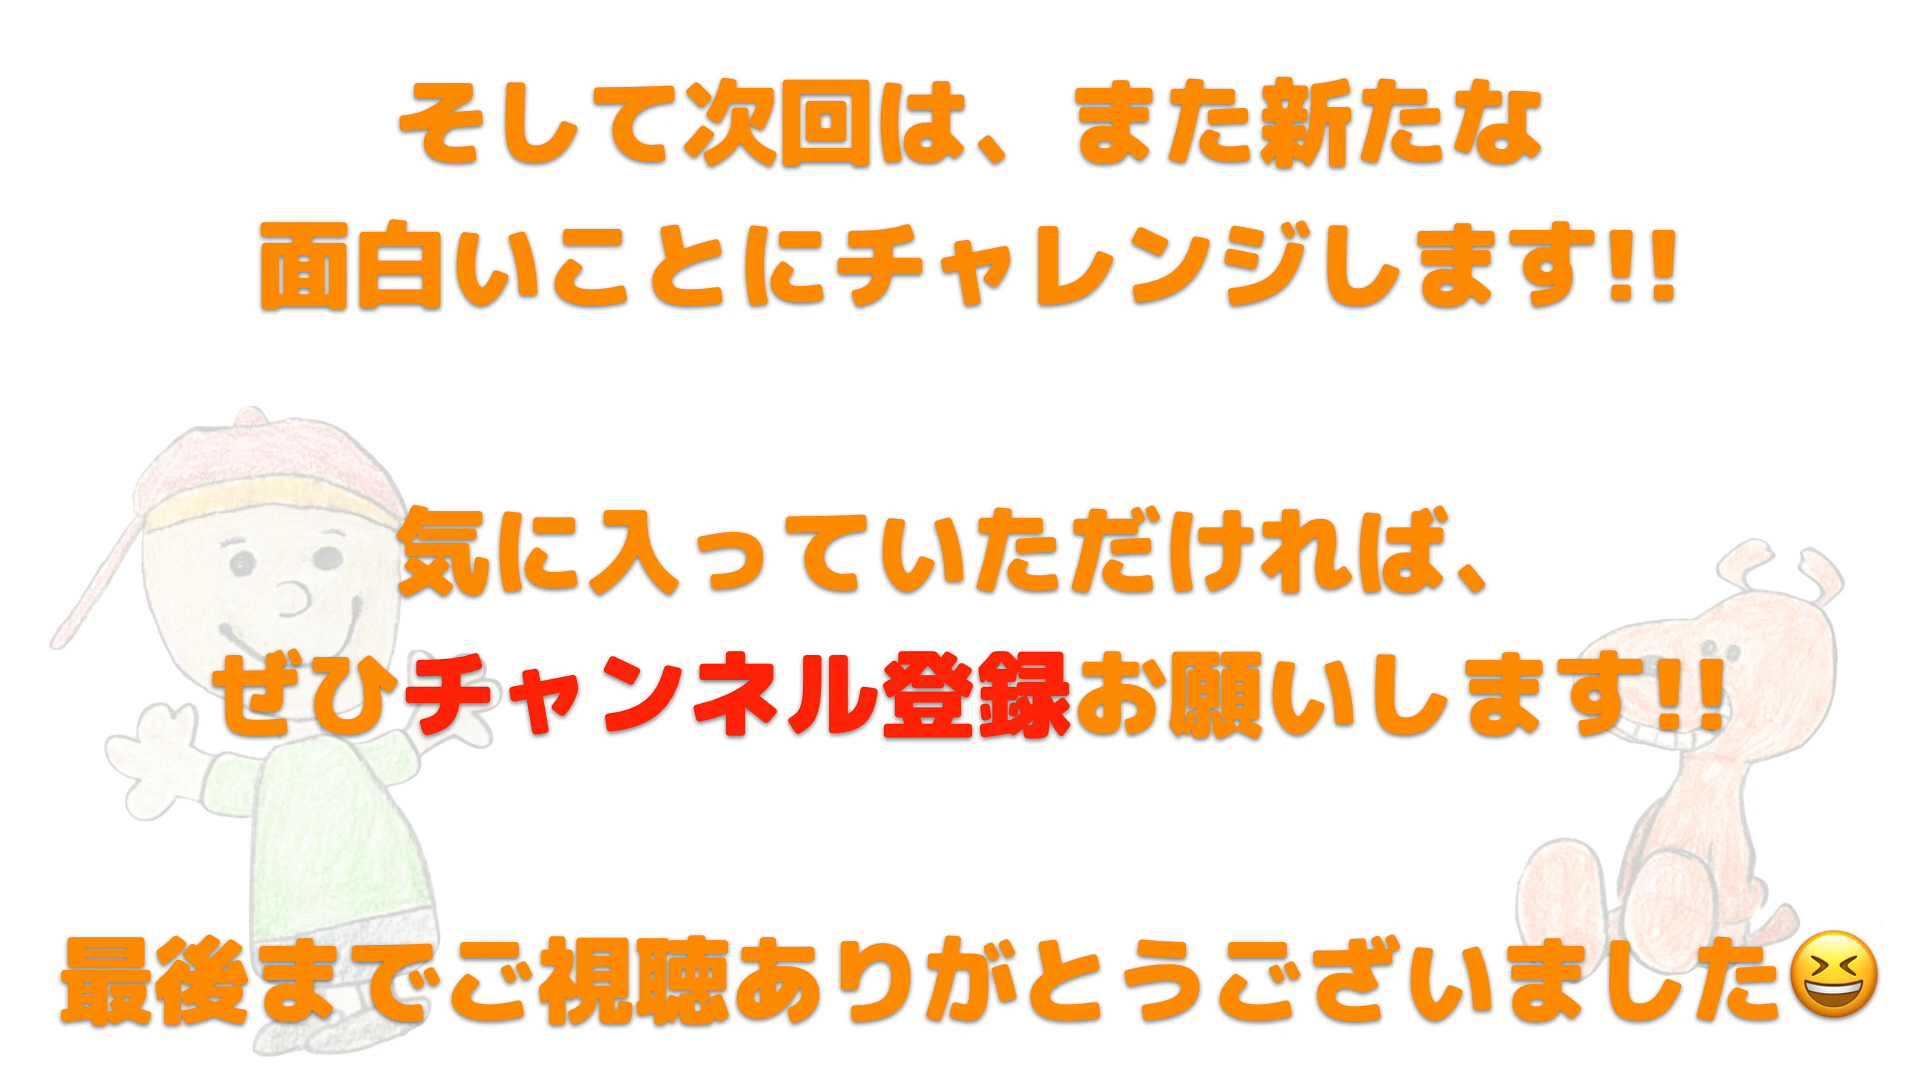 そして次回は、また新たな
面白いことにチャレンジします!!
気に入っていただければ、
ぜひチャンネル登録お願いします!!
最後までご視聴ありがとうございました😆